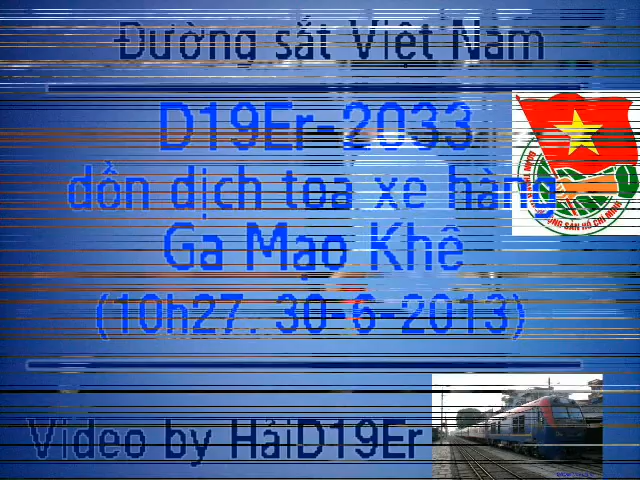 Đường sắt Việt Nam
D19Er-2033
dồn dịch toa xe hàng
Ga Mạo Khê
(10h27. 30-6-2013)
Video by HảiD19Er